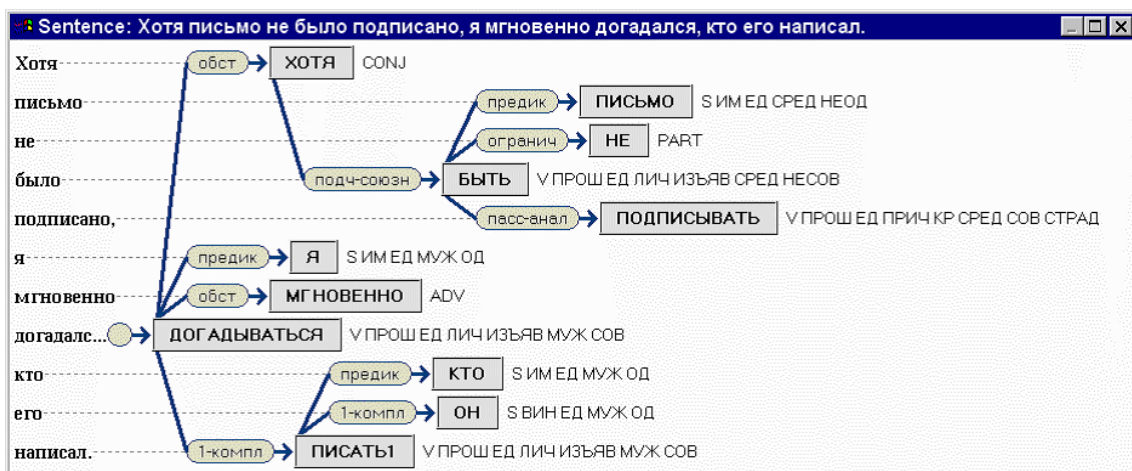 Sentence: Хотя письмо не было подписано, я мгновенно догадался, кто его написал.
Хотя обст ХОТЯ CONJ
письмо предик ПИСЬМО S ИМ ЕД СРЕД НЕОД
не огранич НЕ PART
было подч-союзн БЫТЬ V ПРОШ ЕД ЛИЧ ИЗЪЯВ СРЕД НЕСОВ
подписано, пасс-анал ПОДПИСЫВАТЬ V ПРОШ ЕД ПРИЧ КР СРЕД СОВ СТРАД
я предик Я S ИМ ЕД МУЖ ОД
мгновенно обст МГНОВЕННО ADV
догадалс... ДОГАДЫВАТЬСЯ V ПРОШ ЕД ЛИЧ ИЗЪЯВ МУЖ СОВ
кто предик КТО S ИМ ЕД МУЖ ОД
его 1-компл ОН S ВИН ЕД МУЖ ОД
написал. 1-компл ПИСАТЬ1 V ПРОШ ЕД ЛИЧ ИЗЪЯВ МУЖ СОВ